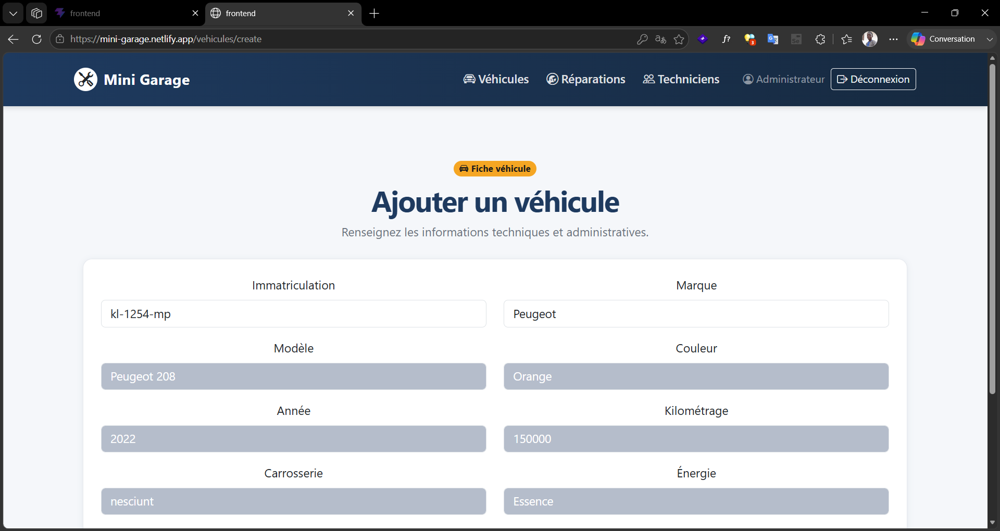 frontend
frontend
https://mini-garage.netlify.app/vehicules/create
3
Conversation
Mini Garage
Véhicules
Réparations
Techniciens
Administrateur
Déconnexion
Fiche véhicule
Ajouter un véhicule
Renseignez les informations techniques et administratives.
Immatriculation
Marque
kl-1254-mp
Peugeot
Modèle
Couleur
Peugeot 208
Orange
Année
Kilométrage
2022
150000
Carrosserie
Énergie
nesciunt
Essence